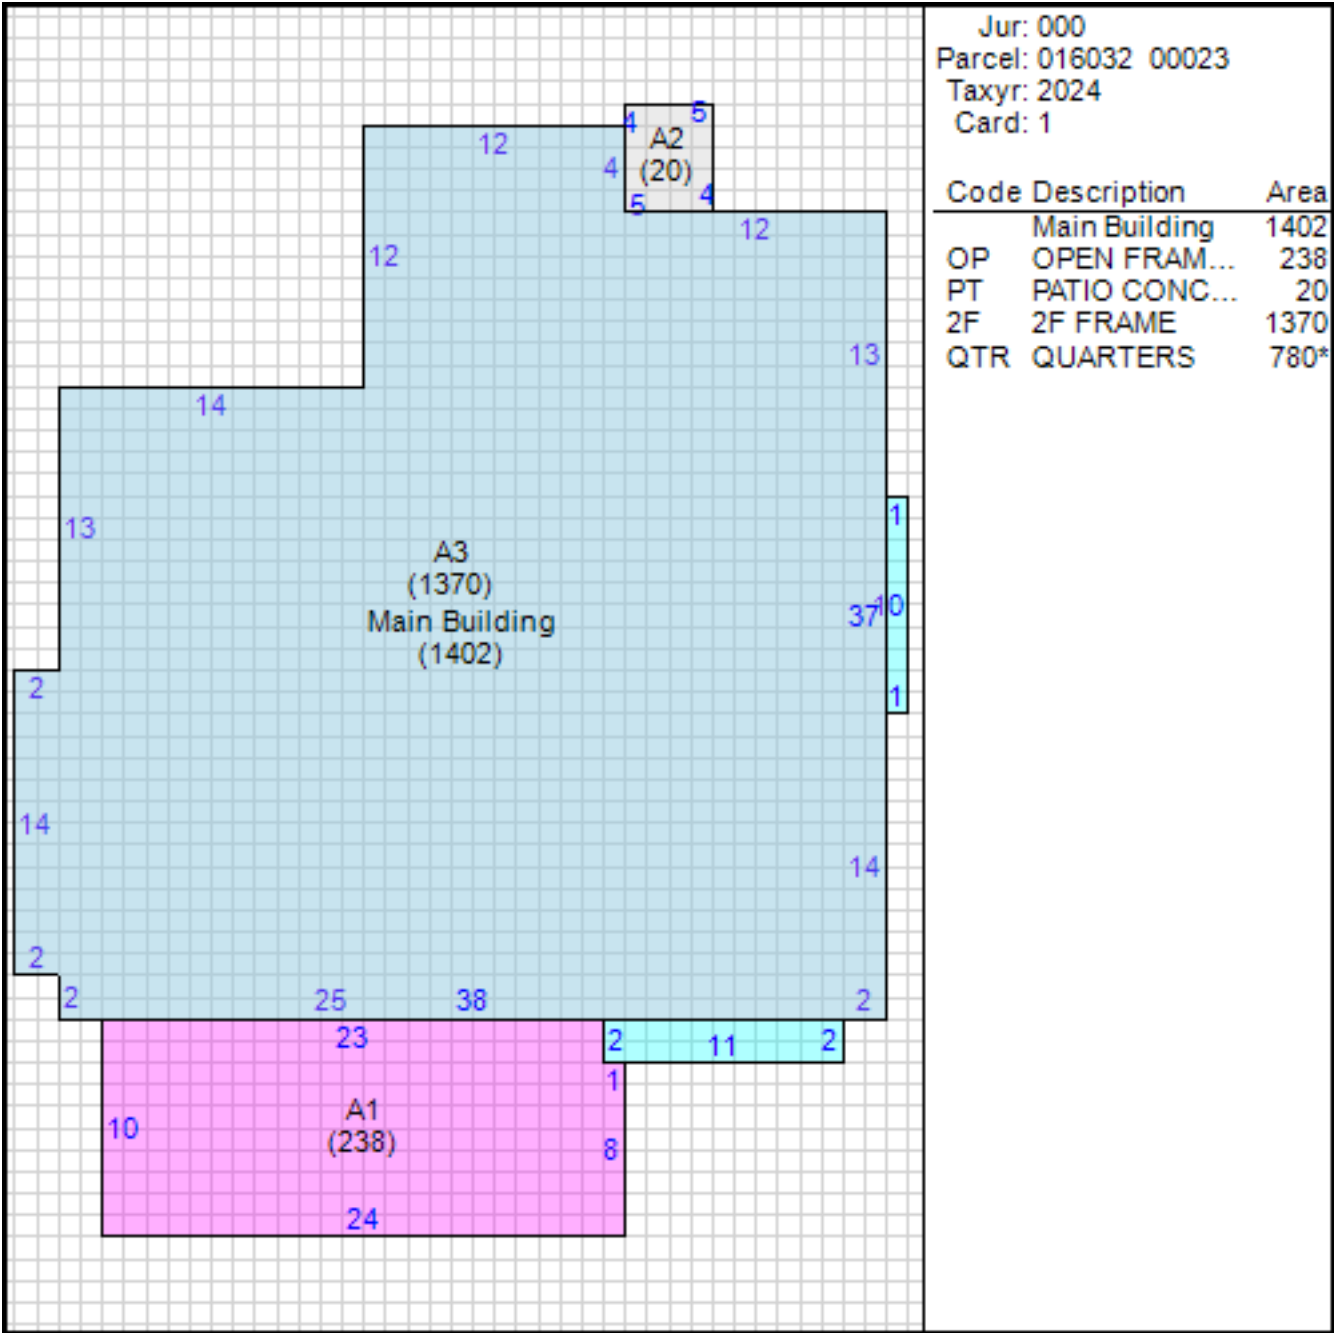 Jur: 000
Parcel: 016032 00023
Taxyr: 2024
Card: 1
Code Description Area
Main Building 1402
OP OPEN FRAM... 238
PT PATIO CONC... 20
2F 2F FRAME 1370
QTR QUARTERS 780*
5
4
12
A2
4
(20)
4
5
12
12
13
14
1
13
A3
(1370)
10
37
Main Building
(1402)
2
1
14
14
2
2
25
38
2
23
2
11
2
1
A1
10
(238)
8
24